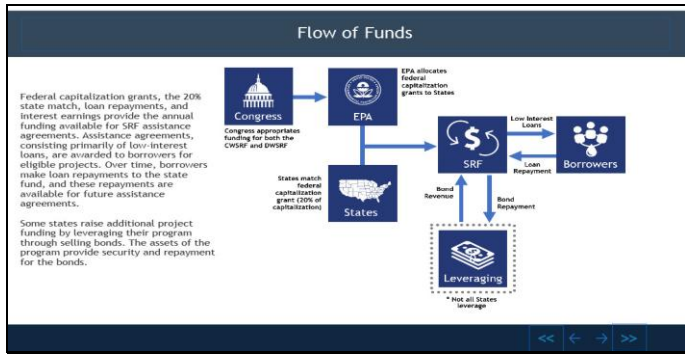 Flow of Funds
Federal capitalization grants, the 20%
state match, loan repayments, and
interest earnings provide the annual
funding available for SRF assistance
agreements. Assistance agreements,
consisting primarily of low-interest
loans, are awarded to borrowers for
eligible projects. Over time, borrowers
make loan repayments to the state
fund, and these repayments are
available for future assistance
agreements.
Some states raise additional project
funding by leveraging their program
through selling bonds. The assets of the
program provide security and repayment
for the bonds.
Congress
Congress appropriates
funding for both the
CWSRF and DWSRF
EPA
EPA allocates
federal
capitalization
grants to States
States match
federal
capitalization
grant (20% of
capitalization)
States
SRF
Low Interest
Loans
Loan
Repayment
Borrowers
Bond
Revenue
Bond
Repayment
Leveraging
* Not all States
leverage
<< ← → >>